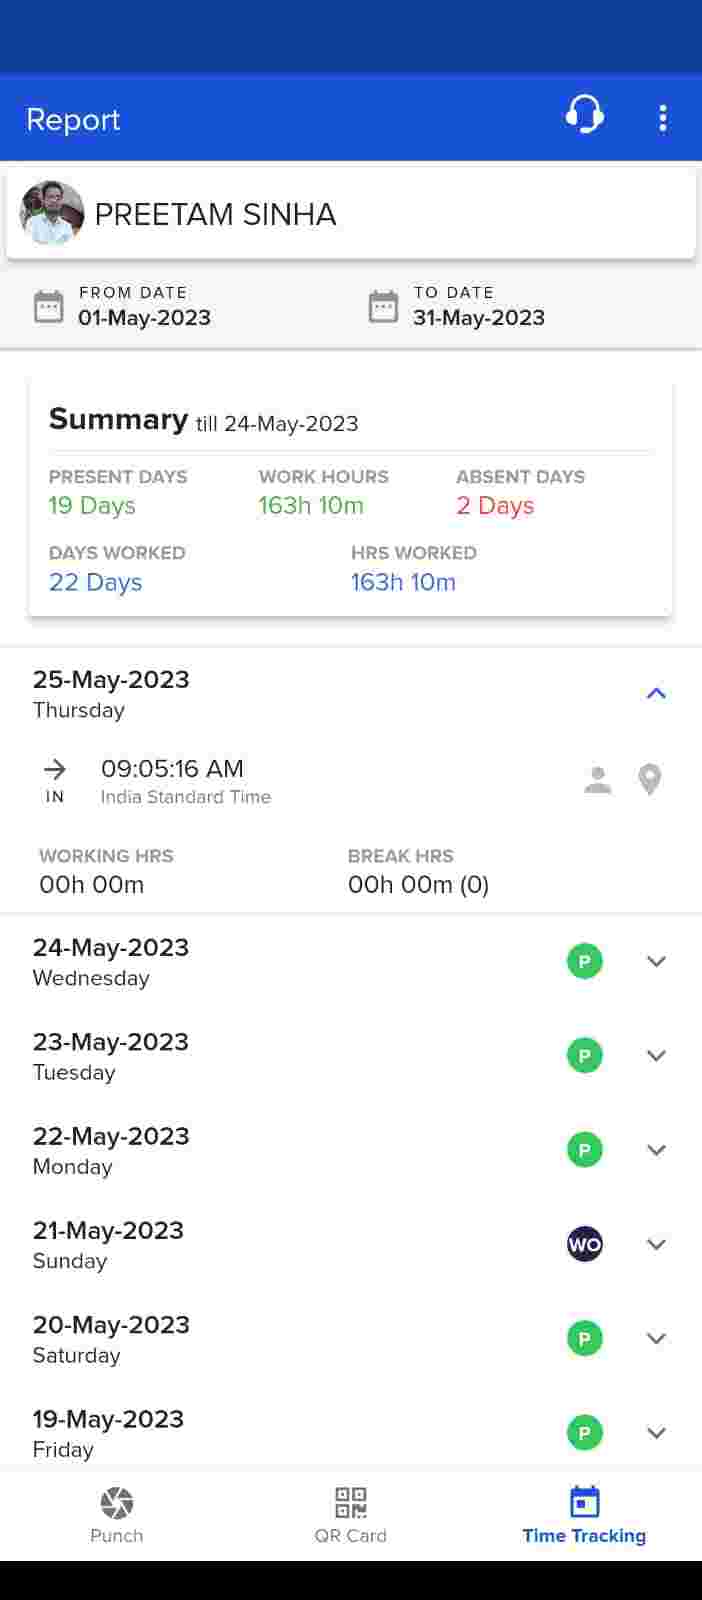 Report
PREETAM SINHA
FROM DATE TO DATE
01-May-2023 31-May-2023
Summary till 24-May-2023
PRESENT DAYS WORK HOURS ABSENT DAYS
19 Days 163h 10m 2 Days
DAYS WORKED HRS WORKED
22 Days 163h 10m
25-May-2023
Thursday
09:05:16 AM
IN India Standard Time
WORKING HRS BREAK HRS
00h 00m 00h 00m (0)
24-May-2023
P
Wednesday
23-May-2023
P
Tuesday
22-May-2023
P
Monday
21-May-2023
WO
Sunday
20-May-2023
P
Saturday
19-May-2023
P
Friday
Punch QR Card Time Tracking